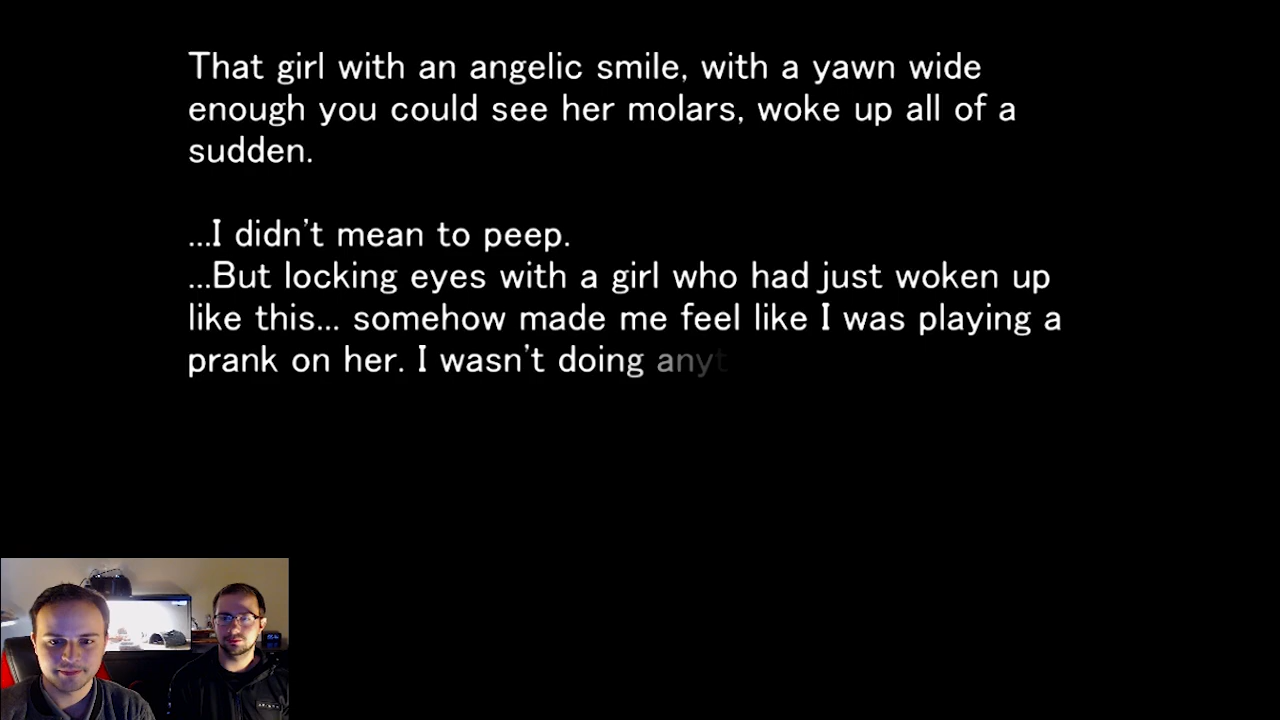 That girl with an angelic smile, with a yawn wide
enough you could see her molars, woke up all of a
sudden.
...I didn't mean to peep.
...But locking eyes with a girl who had just woken up
like this... somehow made me feel like I was playing a
prank on her. I wasn't doing anyt